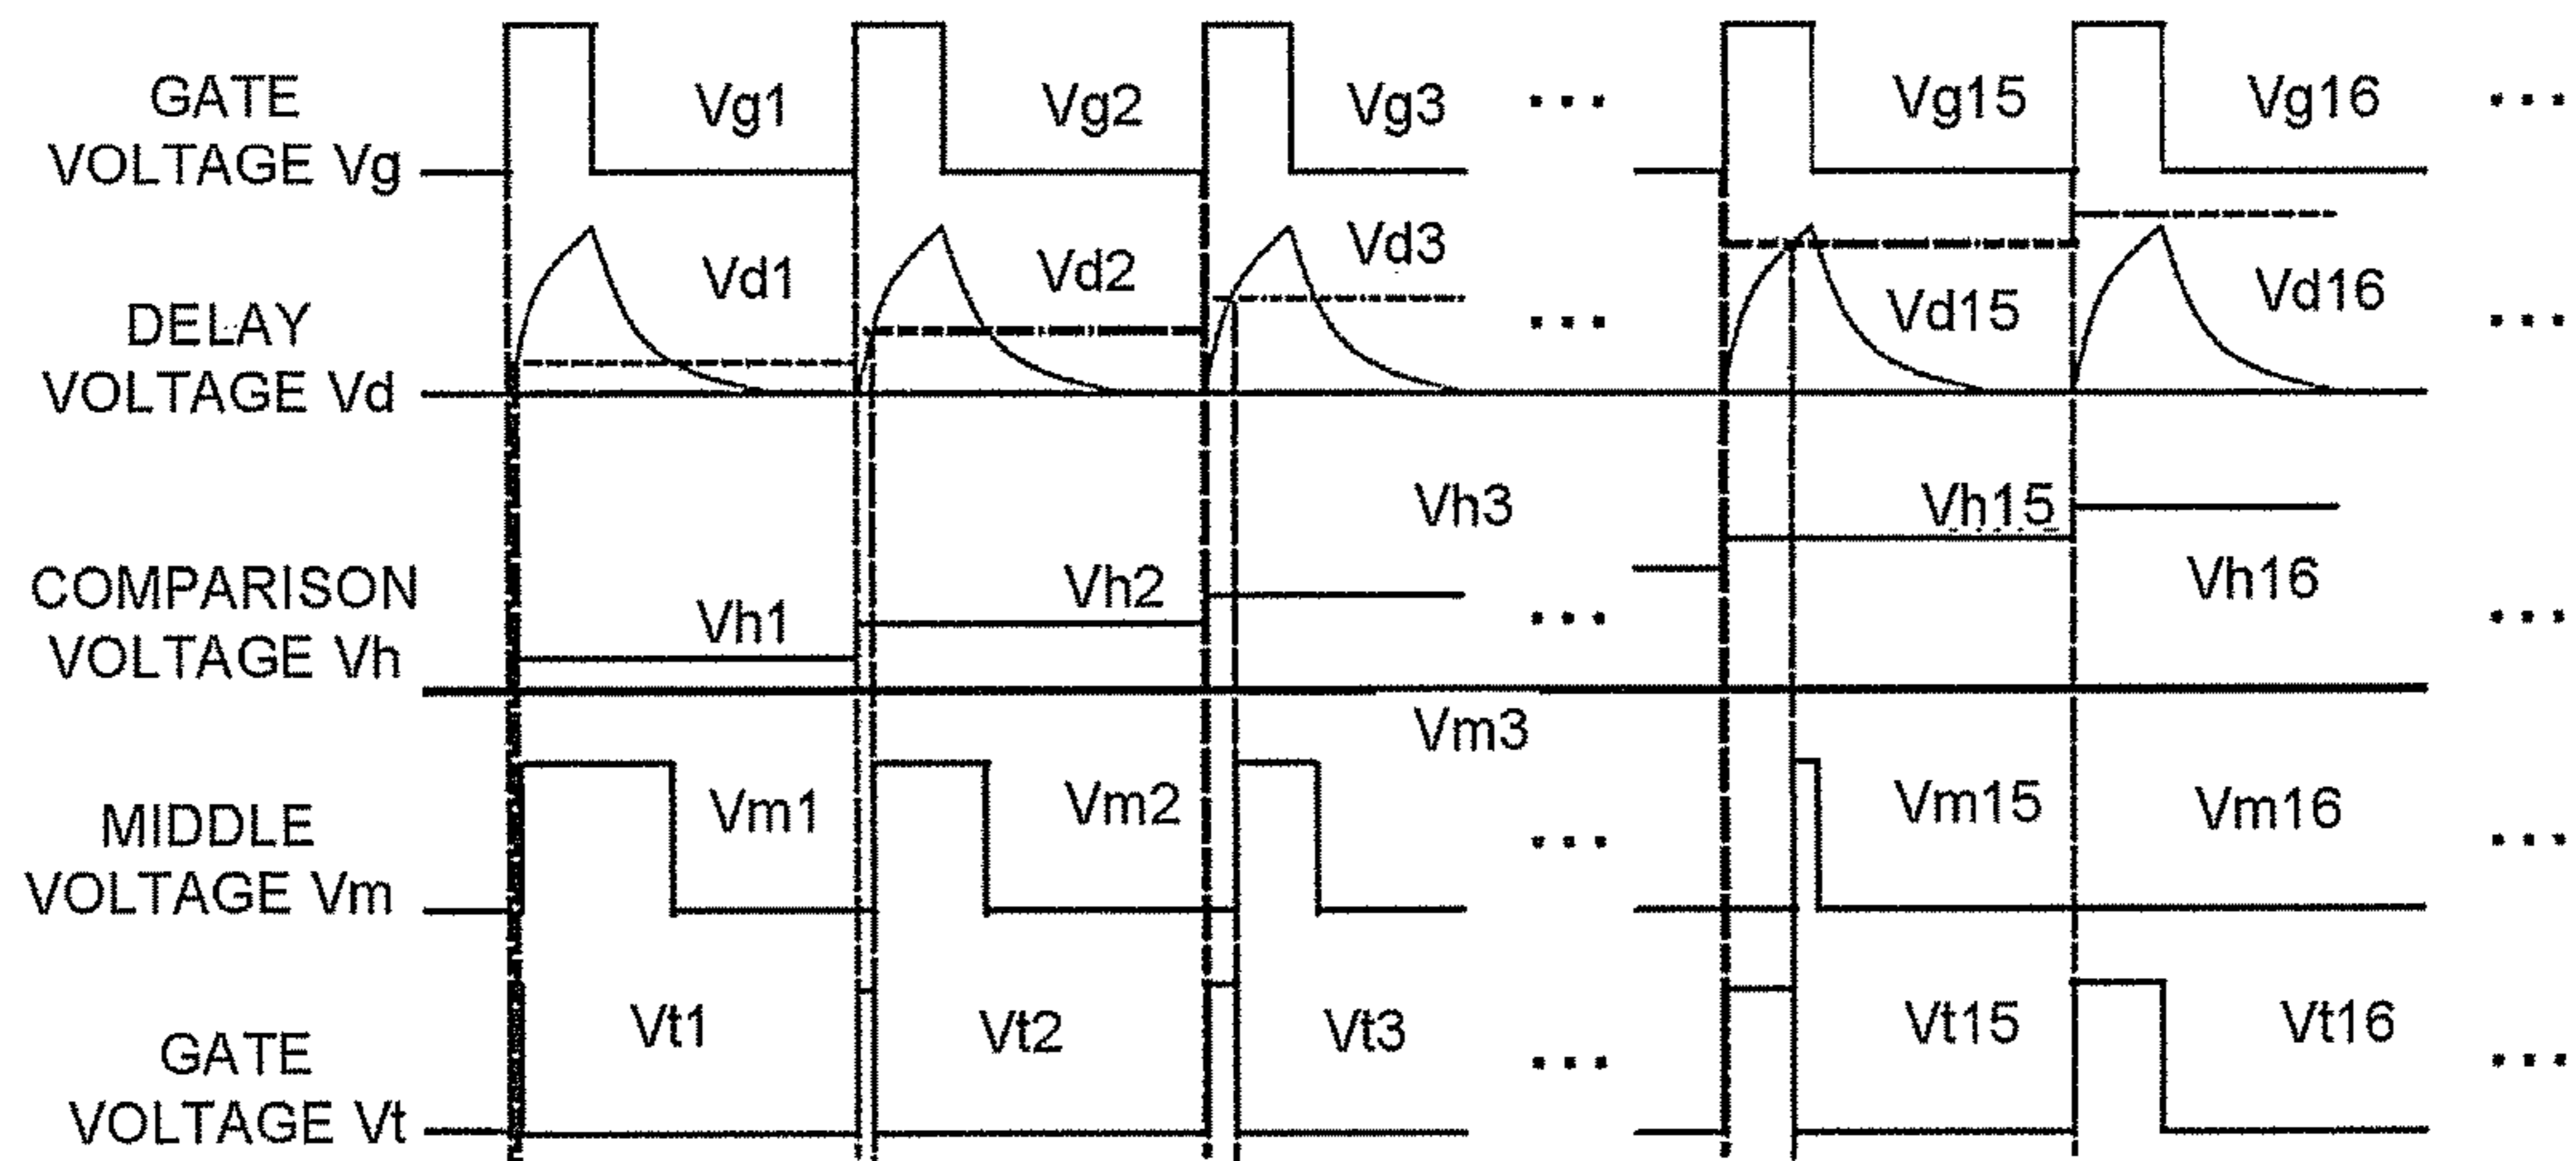 GATE
VOLTAGE Vg
Vg1
Vg2
Vg3
...
Vg15
Vg16
...
DELAY
VOLTAGE Vd
Vd1
Vd2
Vd3
...
Vd15
Vd16
...
COMPARISON
VOLTAGE Vh
Vh1
Vh2
Vh3
...
Vh15
Vh16
...
MIDDLE
VOLTAGE Vm
Vm1
Vm2
Vm3
...
Vm15
Vm16
...
GATE
VOLTAGE Vt
Vt1
Vt2
Vt3
...
Vt15
Vt16
...